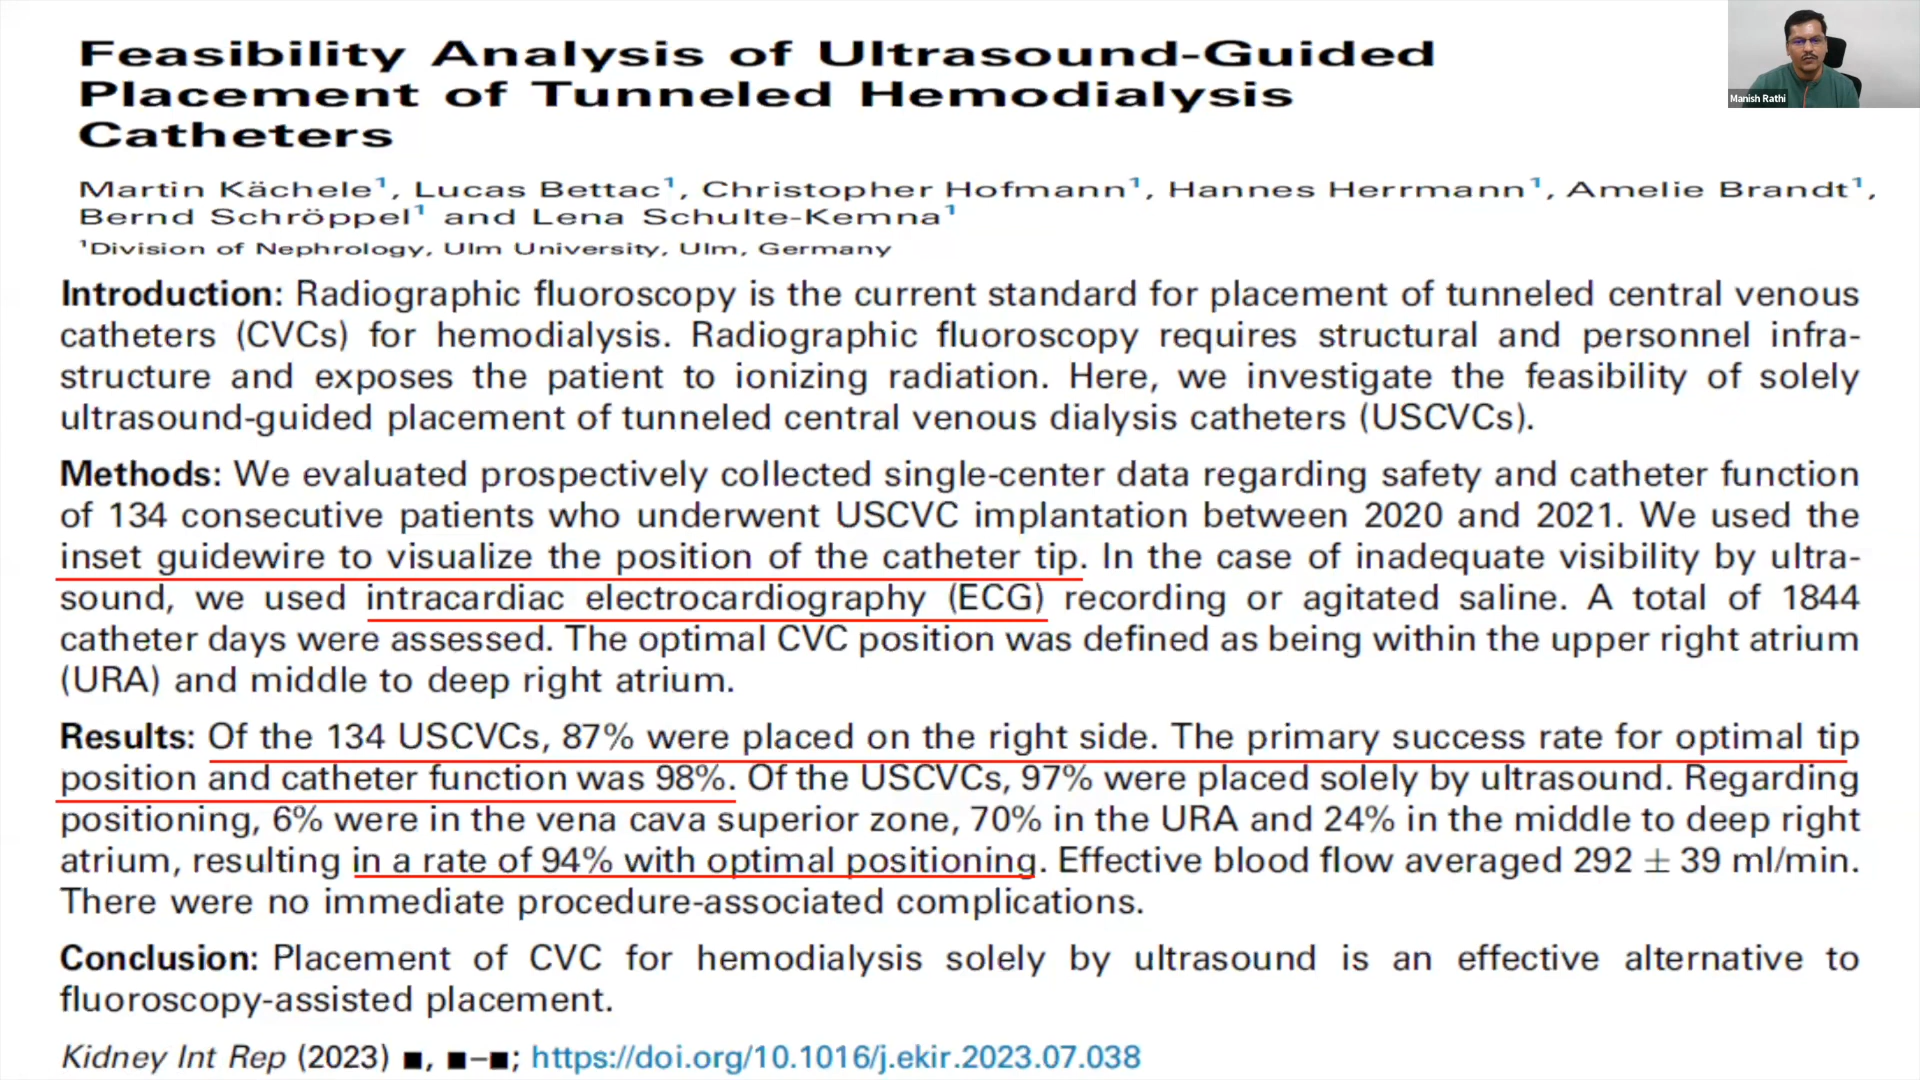 Feasibility Analysis of Ultrasound-Guided
Placement of Tunneled Hemodialysis
Catheters
Manish Rathi
Martin Kächele¹, Lucas Bettac¹, Christopher Hofmann¹, Hannes Herrmann¹, Amelie Brandt¹,
Bernd Schröppel¹ and Lena Schulte-Kemna¹
¹Division of Nephrology, Ulm University, Ulm, Germany
Introduction: Radiographic fluoroscopy is the current standard for placement of tunneled central venous
catheters (CVCs) for hemodialysis. Radiographic fluoroscopy requires structural and personnel infra-
structure and exposes the patient to ionizing radiation. Here, we investigate the feasibility of solely
ultrasound-guided placement of tunneled central venous dialysis catheters (USCVCs).
Methods: We evaluated prospectively collected single-center data regarding safety and catheter function
of 134 consecutive patients who underwent USCVC implantation between 2020 and 2021. We used the
inset guidewire to visualize the position of the catheter tip. In the case of inadequate visibility by ultra-
sound, we used intracardiac electrocardiography (ECG) recording or agitated saline. A total of 1844
catheter days were assessed. The optimal CVC position was defined as being within the upper right atrium
(URA) and middle to deep right atrium.
Results: Of the 134 USCVCs, 87% were placed on the right side. The primary success rate for optimal tip
position and catheter function was 98%. Of the USCVCs, 97% were placed solely by ultrasound. Regarding
positioning, 6% were in the vena cava superior zone, 70% in the URA and 24% in the middle to deep right
atrium, resulting in a rate of 94% with optimal positioning. Effective blood flow averaged 292 ± 39 ml/min.
There were no immediate procedure-associated complications.
Conclusion: Placement of CVC for hemodialysis solely by ultrasound is an effective alternative to
fluoroscopy-assisted placement.
Kidney Int Rep (2023) ■, ■–■; https://doi.org/10.1016/j.ekir.2023.07.038